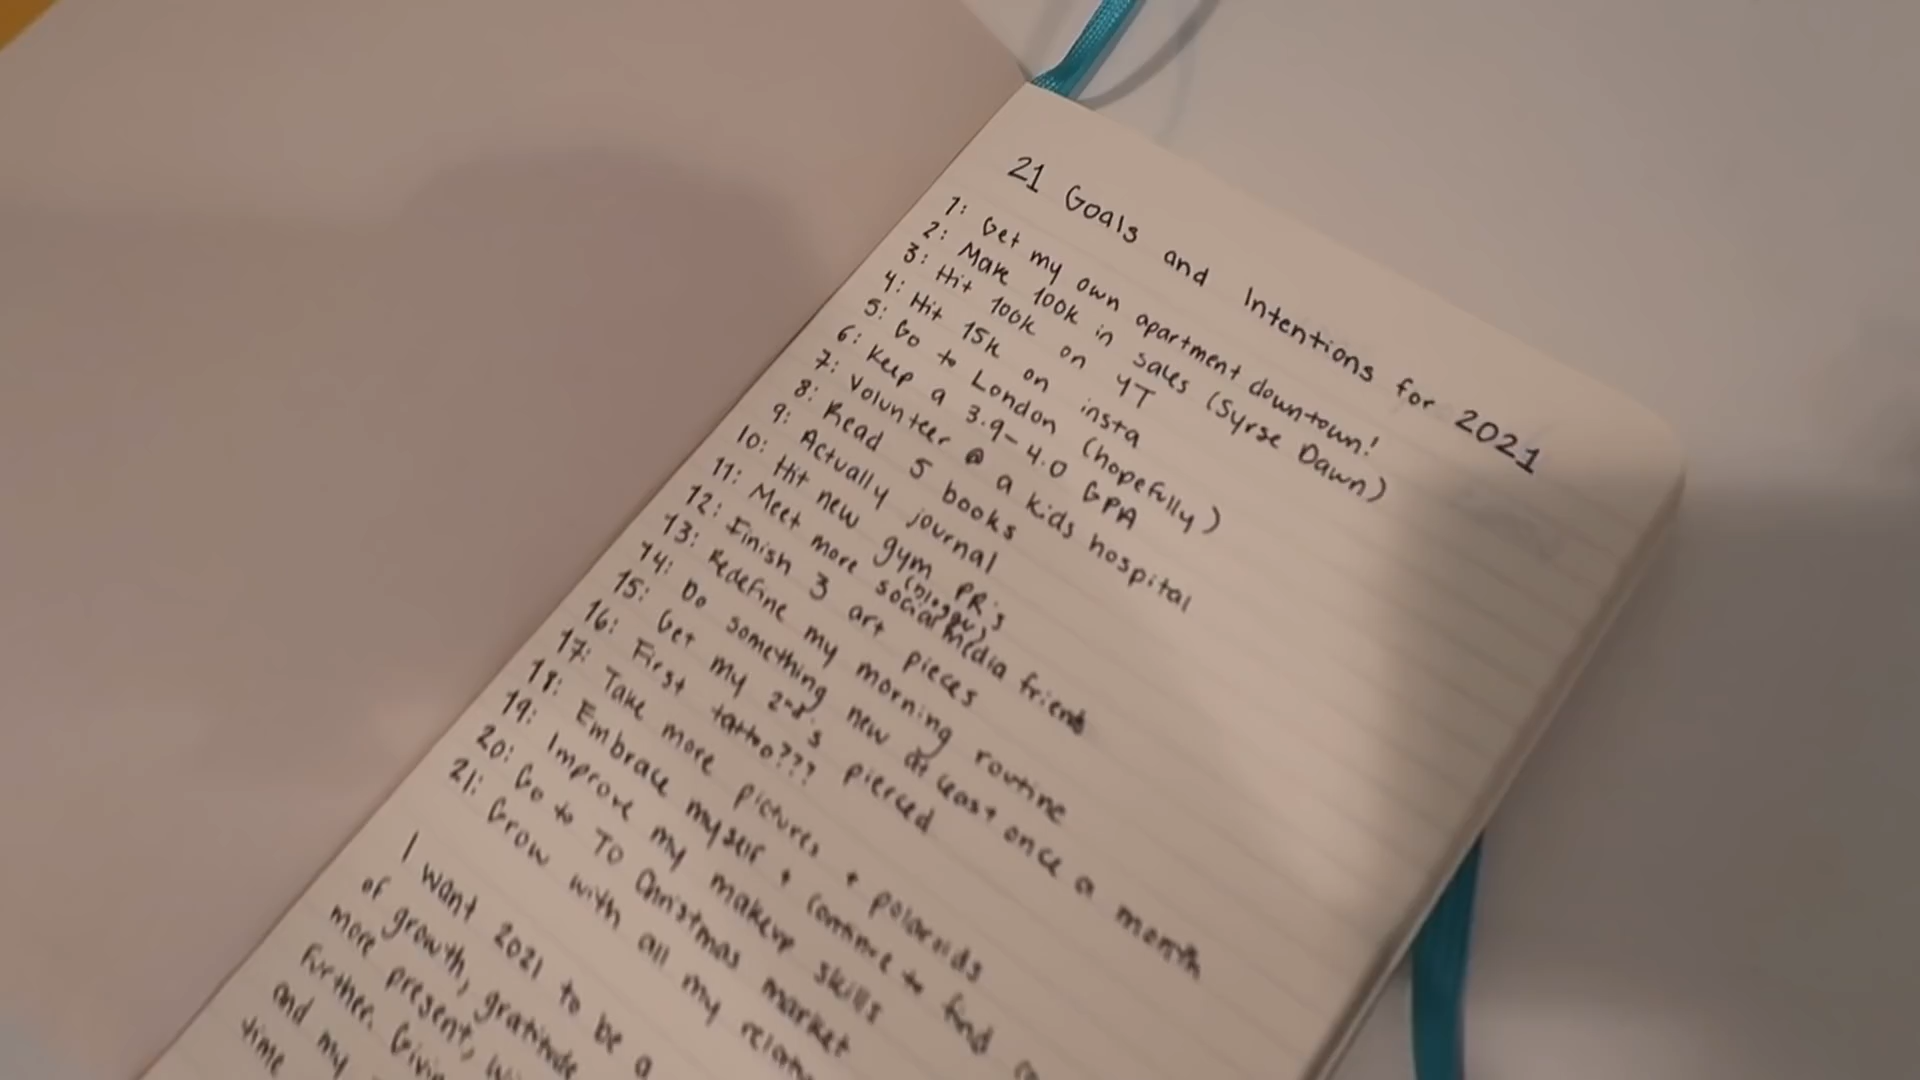 21 Goals and Intentions for 2021
1: Get my own apartment downtown!
2: Make 100k in sales (Syrse Dawn)
3: Hit 100k on YT
4: Hit 15k on insta
5: Go to London (hopefully)
6: Keep a 3.9-4.0 GPA
7: Volunteer @ a kids hospital
8: Read 5 books
9: Actually journal
10: Hit new gym PR's
11: Meet more social media friends
12: Finish 3 art pieces
13: Redefine my morning routine
14: Do something new at least once a month
15: Get my 2nd's pierced
16: First tattoo???
17: Take more pictures + polaroids
18: Embrace myself + continue to find
19: Improve my makeup skills
20: Go to TO Christmas market
21: Grow with all my
I want 2021 to be a
of growth, gratitude
more present,
further.
and my
time